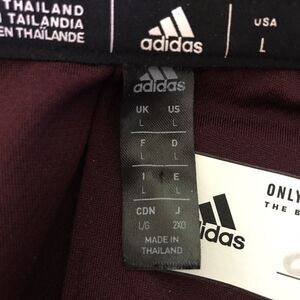 THAILAND
TAILANDIA
EN THAÏLANDE
adidas
USA
L
adidas
UK US
L L
F D
L L
I E
L L
CDN J
L/G 2XO
MADE IN
THAILAND
ONLY
THE B
adidas